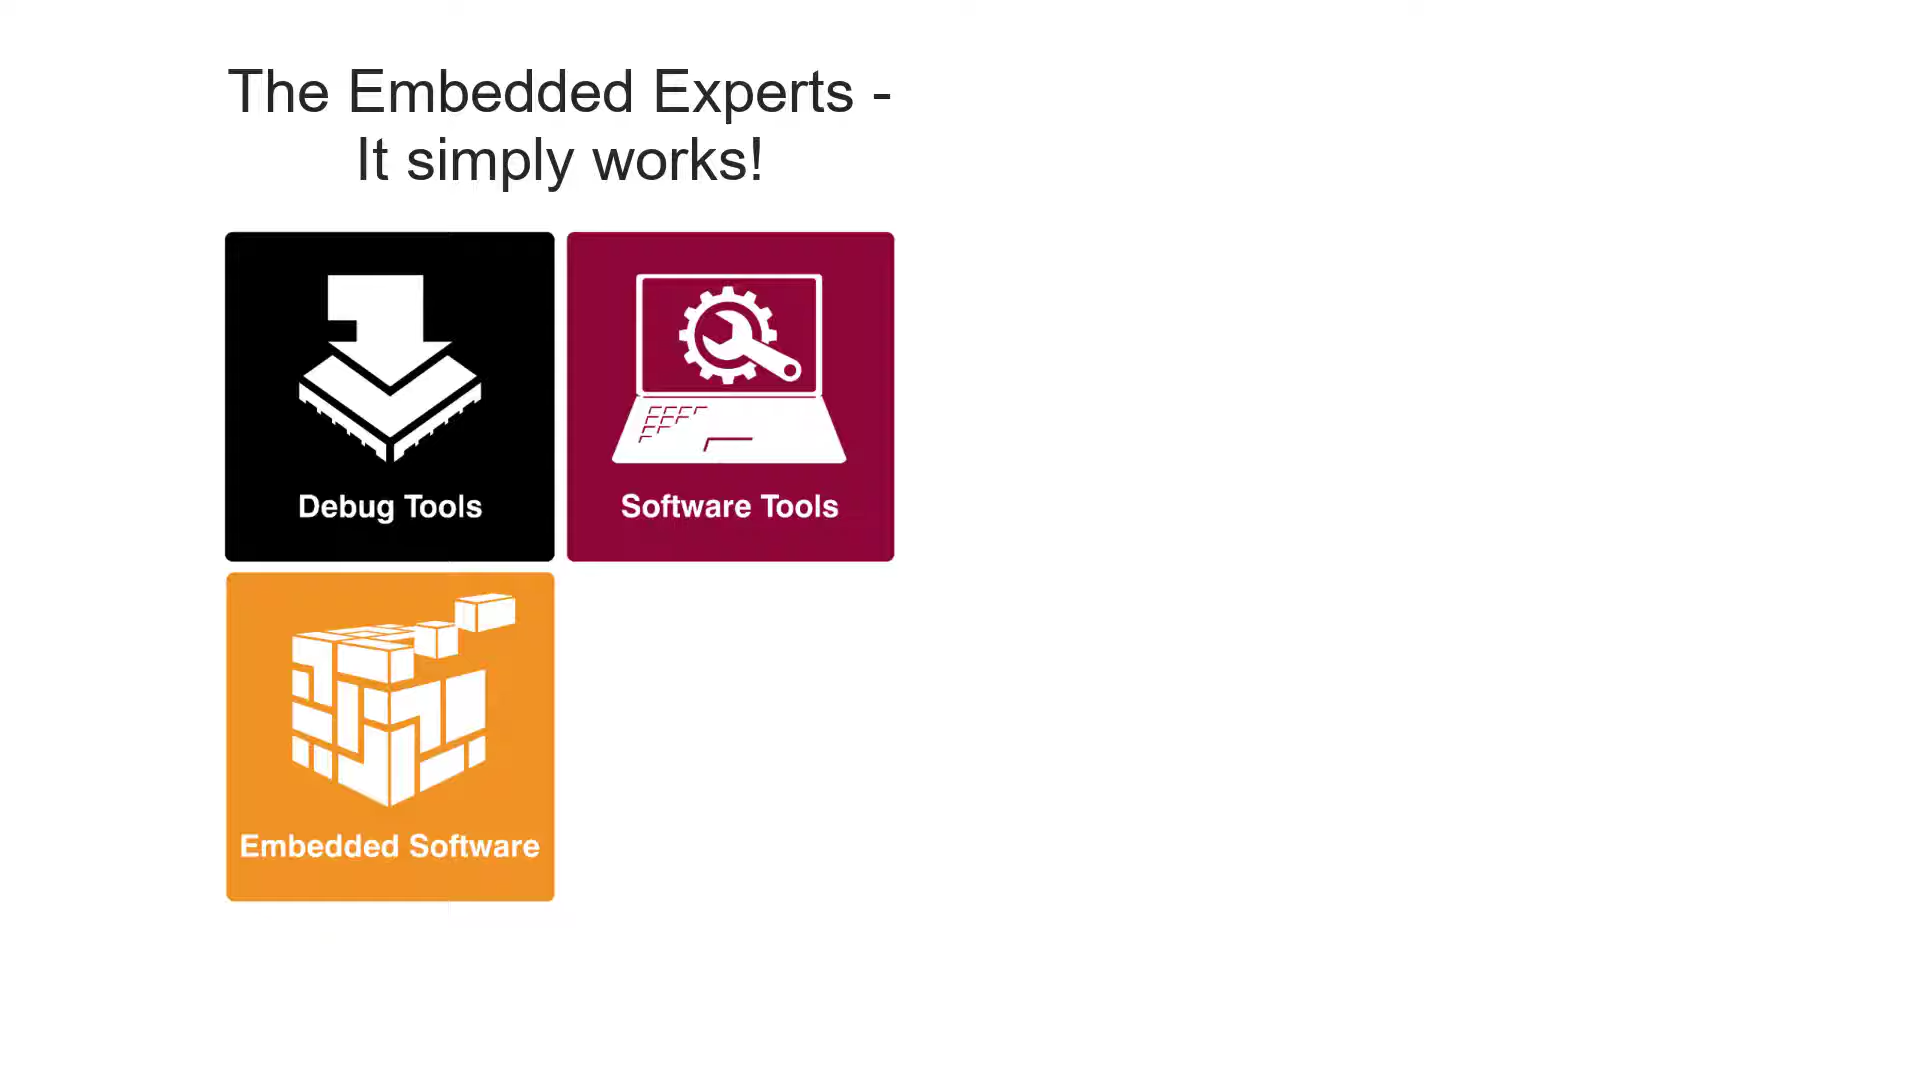 The Embedded Experts -
It simply works!
Debug Tools
Software Tools
Embedded Software